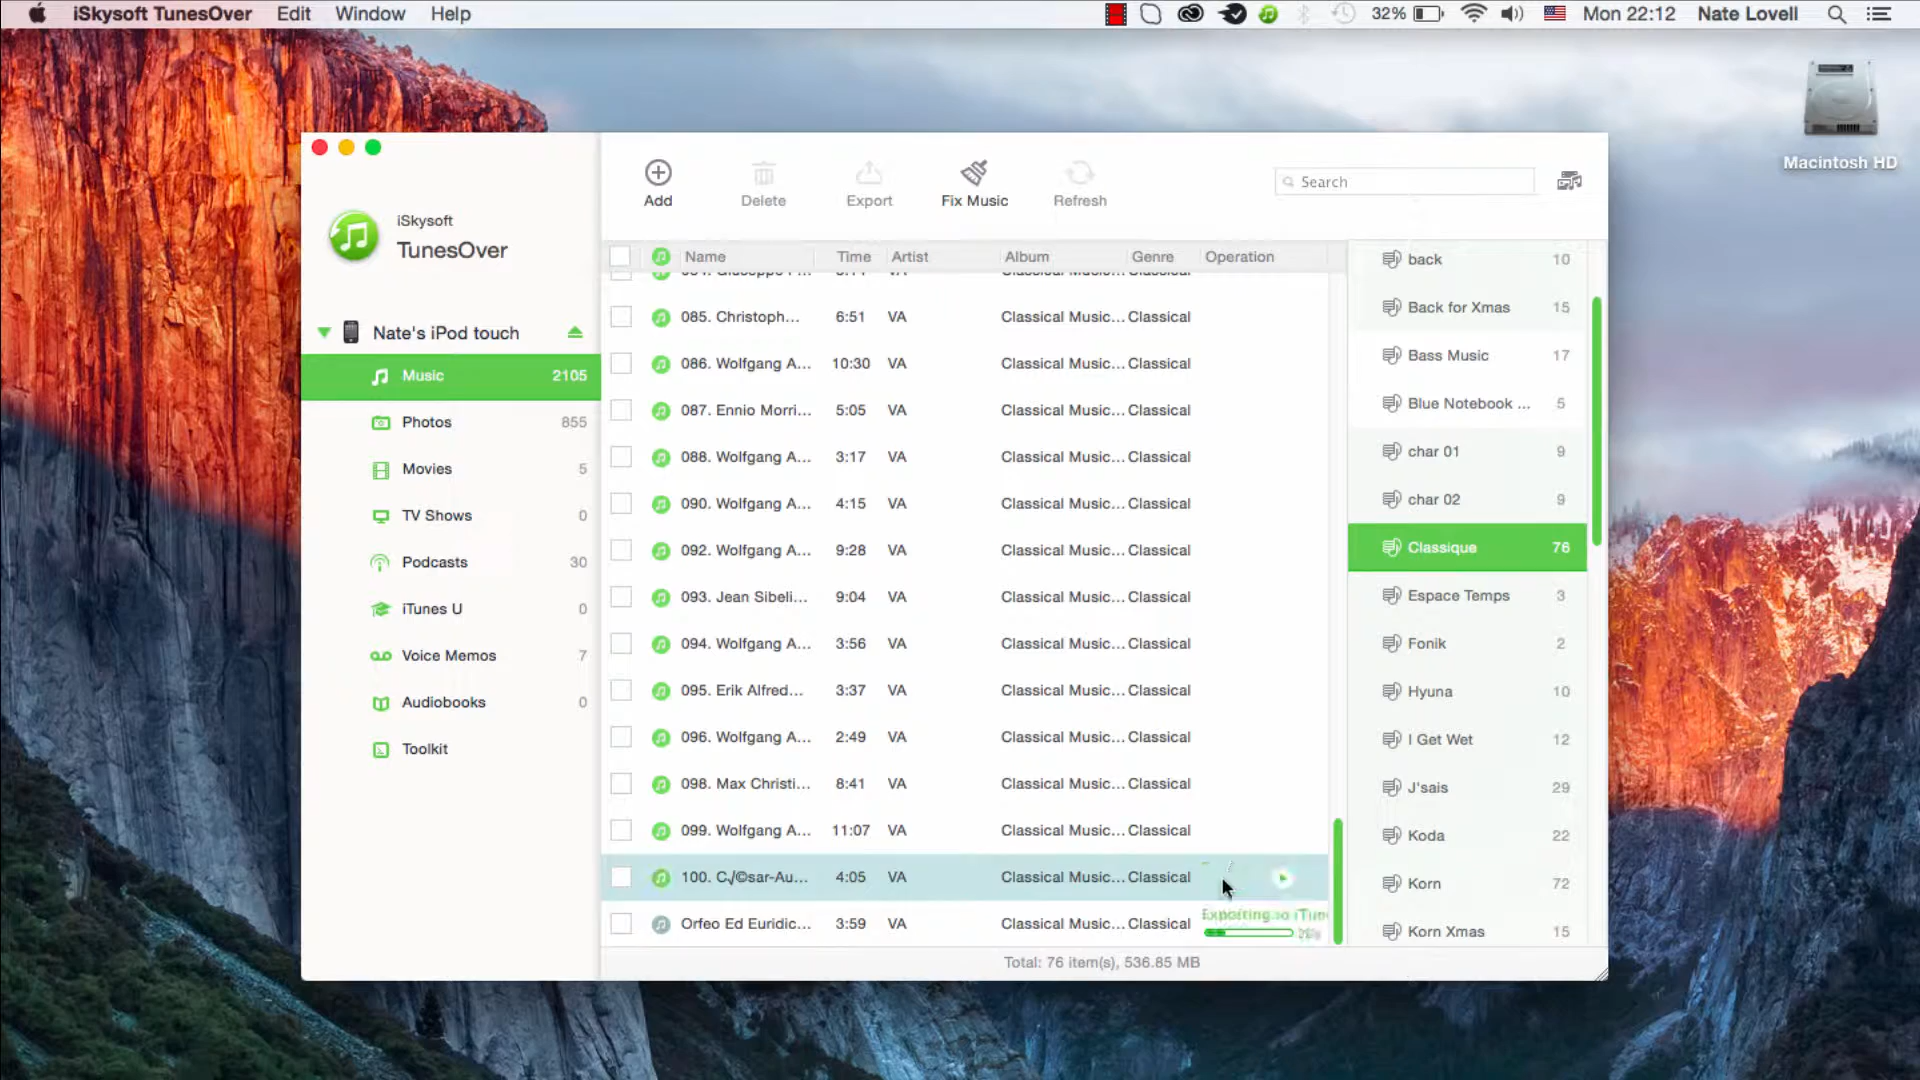 iSkysoft TunesOver Edit Window Help 32% Mon 22:12 Nate Lovell
Macintosh HD
iSkysoft
TunesOver
Nate's iPod touch
Music 2105
Photos 855
Movies 5
TV Shows 0
Podcasts 30
iTunes U 0
Voice Memos 7
Audiobooks 0
Toolkit
Add Delete Export Fix Music Refresh Search
Name Time Artist Album Genre Operation
085. Christoph... 6:51 VA Classical Music... Classical
086. Wolfgang A... 10:30 VA Classical Music... Classical
087. Ennio Morri... 5:05 VA Classical Music... Classical
088. Wolfgang A... 3:17 VA Classical Music... Classical
090. Wolfgang A... 4:15 VA Classical Music... Classical
092. Wolfgang A... 9:28 VA Classical Music... Classical
093. Jean Sibeli... 9:04 VA Classical Music... Classical
094. Wolfgang A... 3:56 VA Classical Music... Classical
095. Erik Alfred... 3:37 VA Classical Music... Classical
096. Wolfgang A... 2:49 VA Classical Music... Classical
098. Max Christi... 8:41 VA Classical Music... Classical
099. Wolfgang A... 11:07 VA Classical Music... Classical
100. C√©sar-Au... 4:05 VA Classical Music... Classical
Orfeo Ed Euridic... 3:59 VA Classical Music... Classical Exporting to iTun
Total: 76 item(s), 536.85 MB
back 10
Back for Xmas 15
Bass Music 17
Blue Notebook ... 5
char 01 9
char 02 9
Classique 76
Espace Temps 3
Fonik 2
Hyuna 10
I Get Wet 12
J'sais 29
Koda 22
Korn 72
Korn Xmas 15